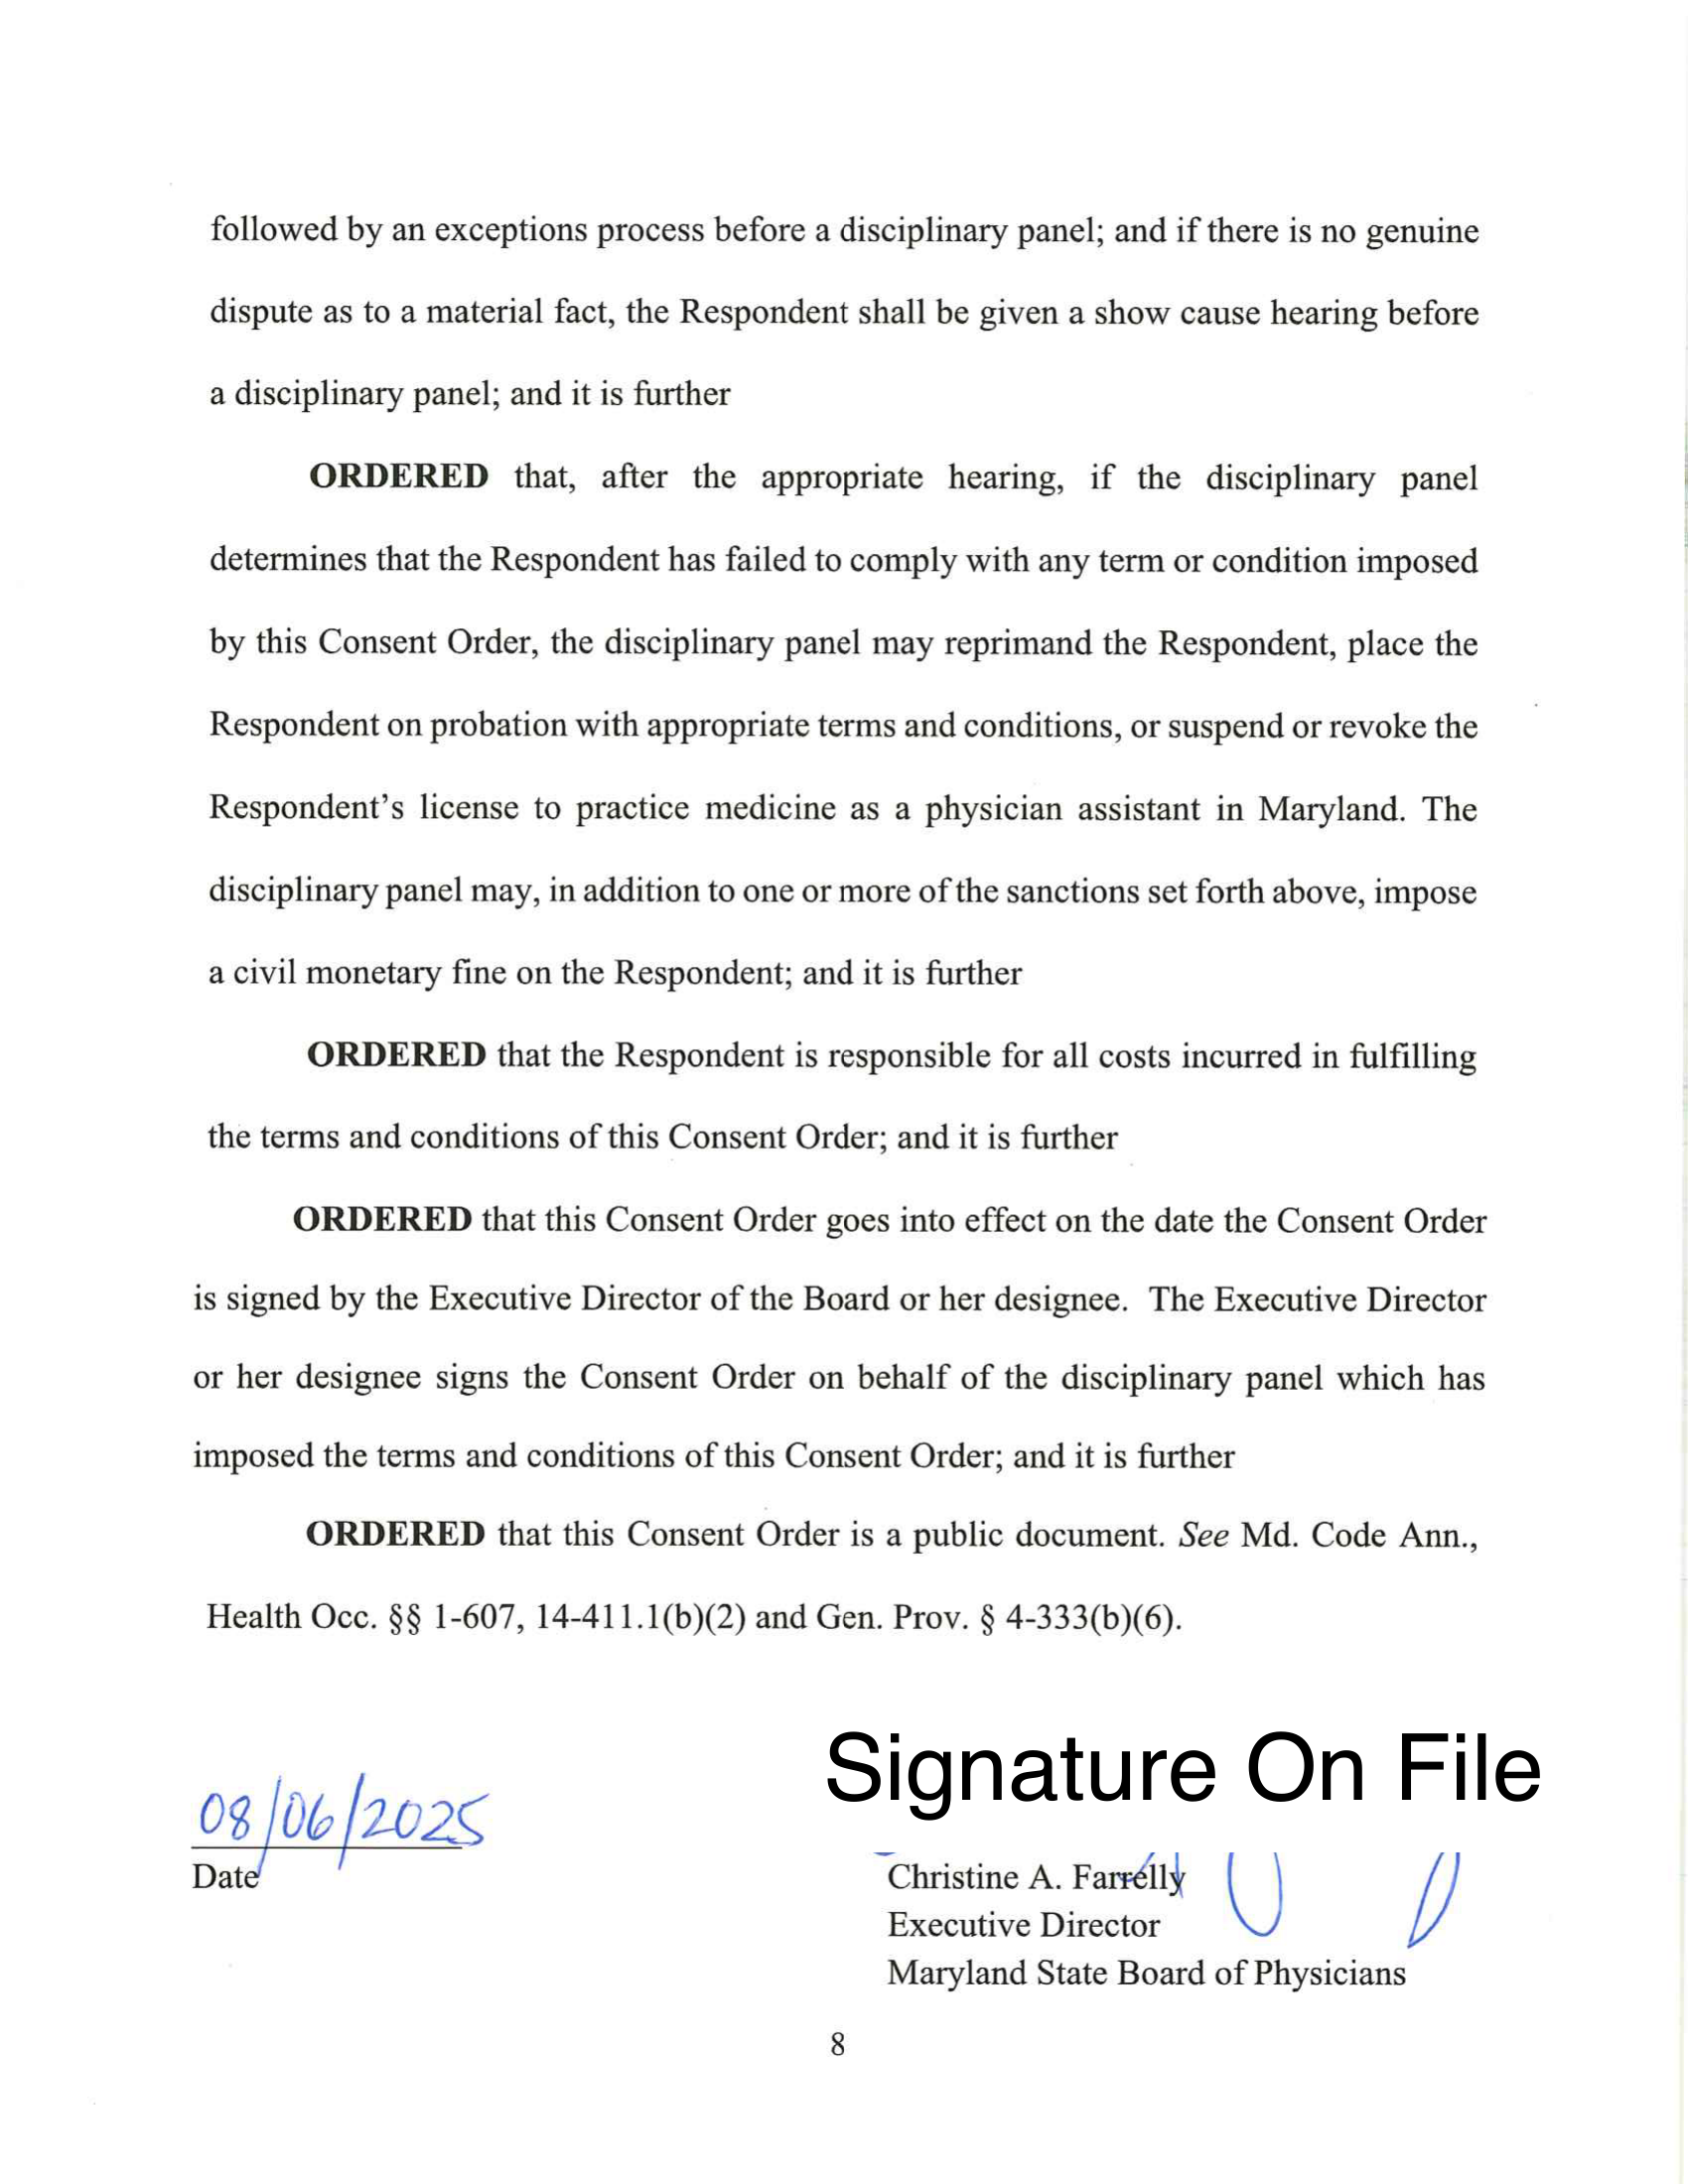 followed by an exceptions process before a disciplinary panel; and if there is no genuine
dispute as to a material fact, the Respondent shall be given a show cause hearing before
a disciplinary panel; and it is further
ORDERED that, after the appropriate hearing, if the disciplinary panel
determines that the Respondent has failed to comply with any term or condition imposed
by this Consent Order, the disciplinary panel may reprimand the Respondent, place the
Respondent on probation with appropriate terms and conditions, or suspend or revoke the
Respondent's license to practice medicine as a physician assistant in Maryland. The
disciplinary panel may, in addition to one or more of the sanctions set forth above, impose
a civil monetary fine on the Respondent; and it is further
ORDERED that the Respondent is responsible for all costs incurred in fulfilling
the terms and conditions of this Consent Order; and it is further
ORDERED that this Consent Order goes into effect on the date the Consent Order
is signed by the Executive Director of the Board or her designee. The Executive Director
or her designee signs the Consent Order on behalf of the disciplinary panel which has
imposed the terms and conditions of this Consent Order; and it is further
ORDERED that this Consent Order is a public document. See Md. Code Ann.,
Health Occ. §§ 1-607, 14-411.1(b)(2) and Gen. Prov. § 4-333(b)(6).
Signature On File
08/06/2025
Date
Christine A. Farrelly
Executive Director
Maryland State Board of Physicians
8